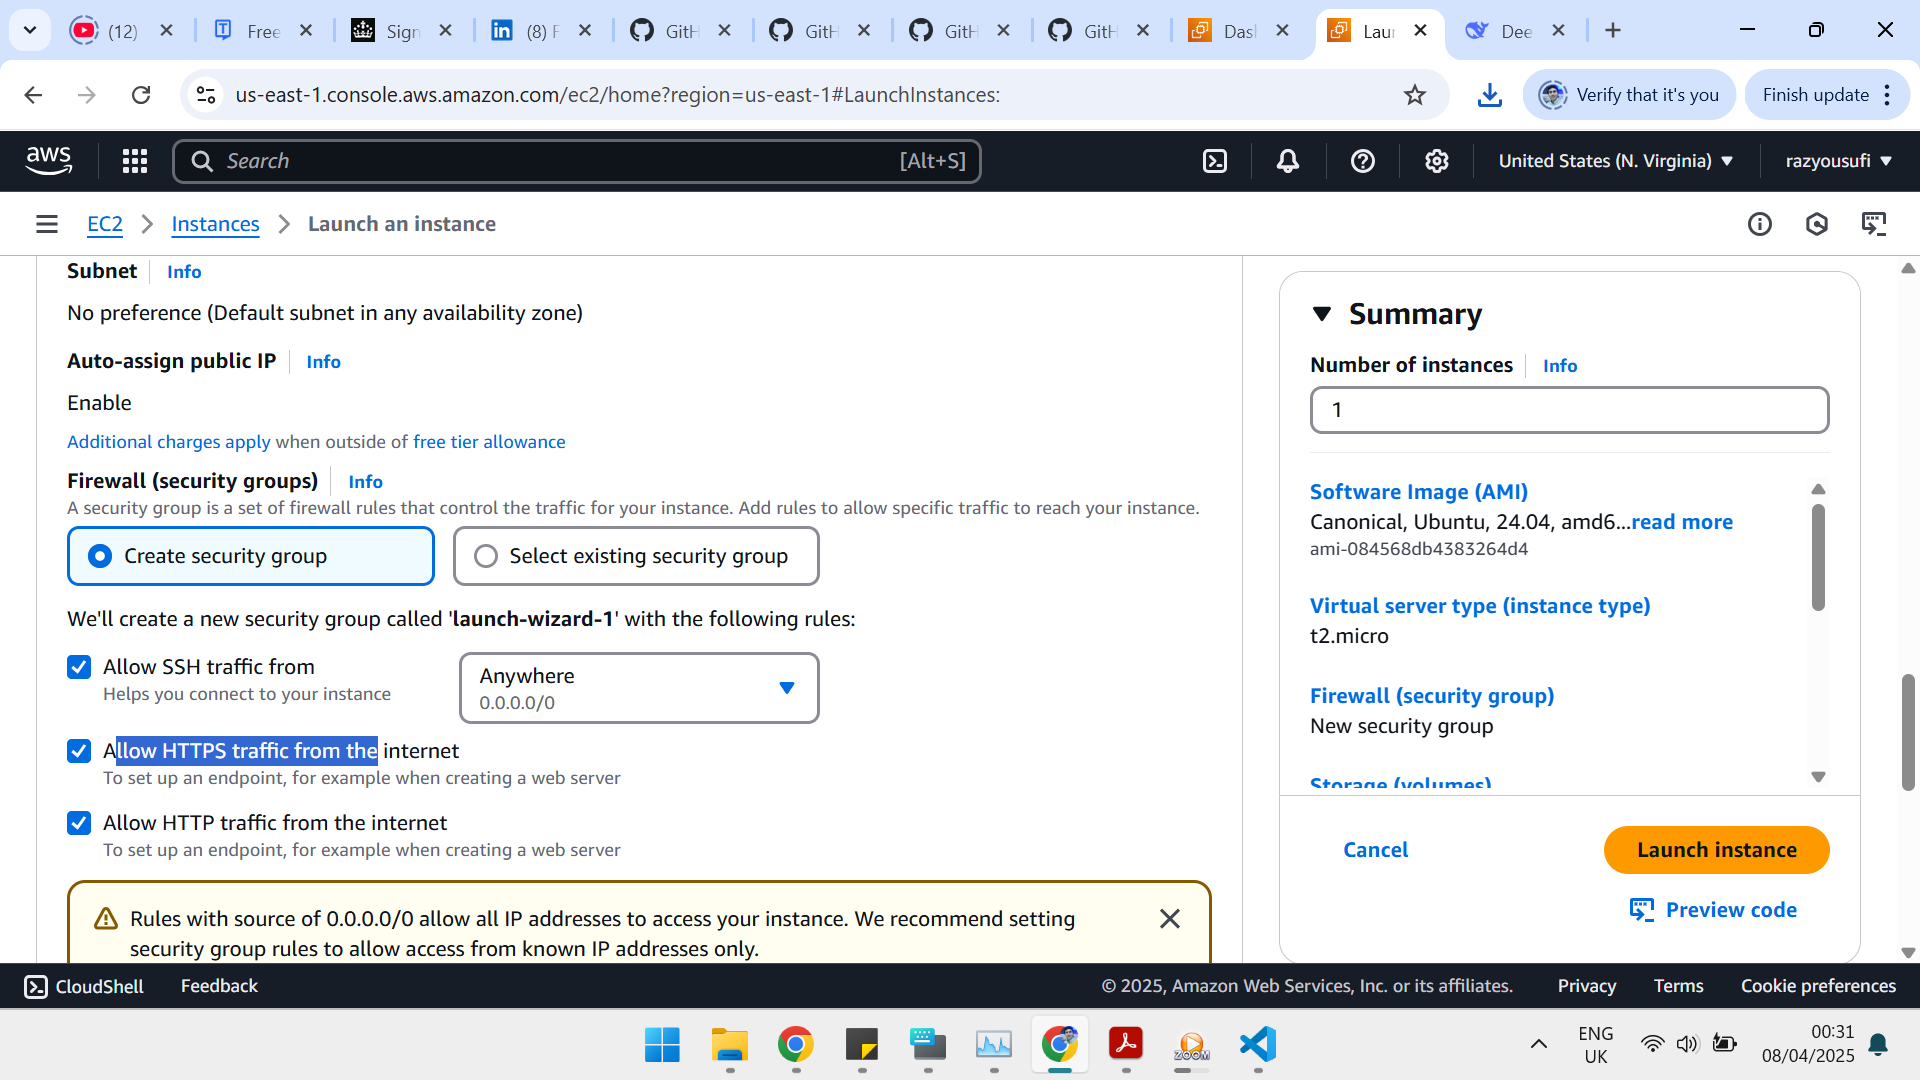 (12)
Free
Sign
(8) F
GitH
GitH
GitH
GitH
Das
Laur
Dee
us-east-1.console.aws.amazon.com/ec2/home?region=us-east-1#LaunchInstances:
Verify that it's you
Finish update
aws
Search
[Alt+S]
United States (N. Virginia)
razyousufi
EC2
Instances
Launch an instance
Subnet
Info
No preference (Default subnet in any availability zone)
Auto-assign public IP
Info
Enable
Additional charges apply when outside of free tier allowance
Firewall (security groups)
Info
A security group is a set of firewall rules that control the traffic for your instance. Add rules to allow specific traffic to reach your instance.
Create security group
Select existing security group
We'll create a new security group called 'launch-wizard-1' with the following rules:
Allow SSH traffic from
Helps you connect to your instance
Anywhere
0.0.0.0/0
Allow HTTPS traffic from the internet
To set up an endpoint, for example when creating a web server
Allow HTTP traffic from the internet
To set up an endpoint, for example when creating a web server
Rules with source of 0.0.0.0/0 allow all IP addresses to access your instance. We recommend setting
security group rules to allow access from known IP addresses only.
Summary
Number of instances
Info
1
Software Image (AMI)
Canonical, Ubuntu, 24.04, amd6...read more
ami-084568db4383264d4
Virtual server type (instance type)
t2.micro
Firewall (security group)
New security group
Storage (volumes)
Cancel
Launch instance
Preview code
CloudShell
Feedback
© 2025, Amazon Web Services, Inc. or its affiliates.
Privacy
Terms
Cookie preferences
ZOOM
ENG
UK
00:31
08/04/2025